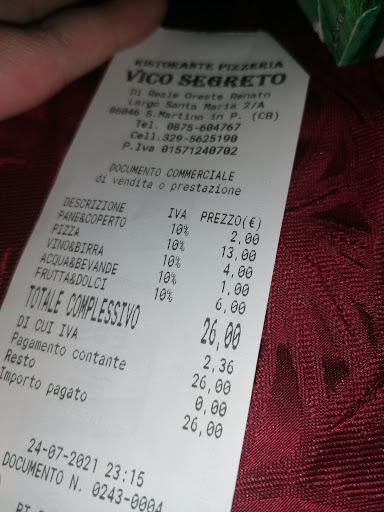 RISTORANTE PIZZERIA
VICO SEGRETO
Di Reale Oreste Renato
Largo Santa Maria 2/A
86046 S.Martino in P. (CB)
Tel. 0875-604767
Cell.329-5625190
P.Iva 01571240702
DOCUMENTO COMMERCIALE
di vendita o prestazione
DESCRIZIONE IVA PREZZO(€)
PANE&COPERTO 10% 2,00
PIZZA 10% 13,00
VINO&BIRRA 10% 4,00
ACQUA&BEVANDE 10% 1,00
FRUTTA&DOLCI 10% 6,00
TOTALE COMPLESSIVO 26,00
DI CUI IVA 2,36
Pagamento contante 26,00
Resto 0,00
Importo pagato 26,00
24-07-2021 23:15
DOCUMENTO N. 0243-0004